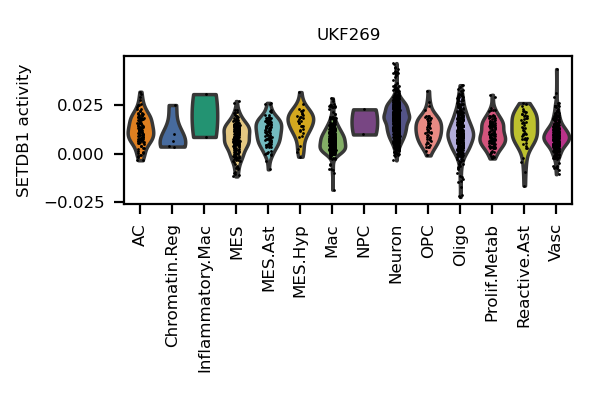 UKF269
SETDB1 activity
0.025
0.000
−0.025
AC
Chromatin.Reg
Inflammatory.Mac
MES
MES.Ast
MES.Hyp
Mac
NPC
Neuron
OPC
Oligo
Prolif.Metab
Reactive.Ast
Vasc